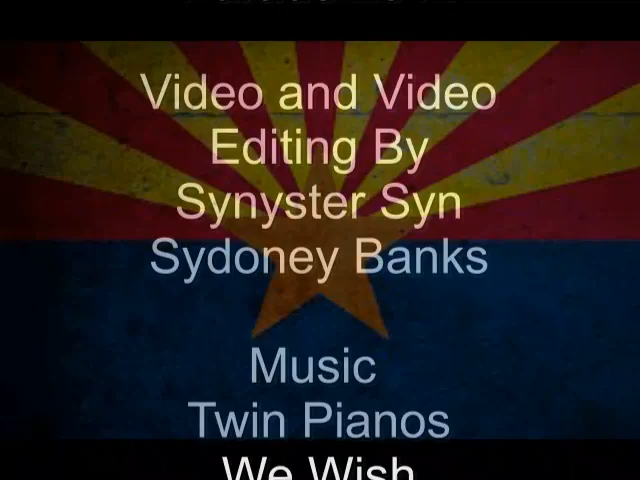 Video and Video
Editing By
Synyster Syn
Sydoney Banks
Music
Twin Pianos
We Wish